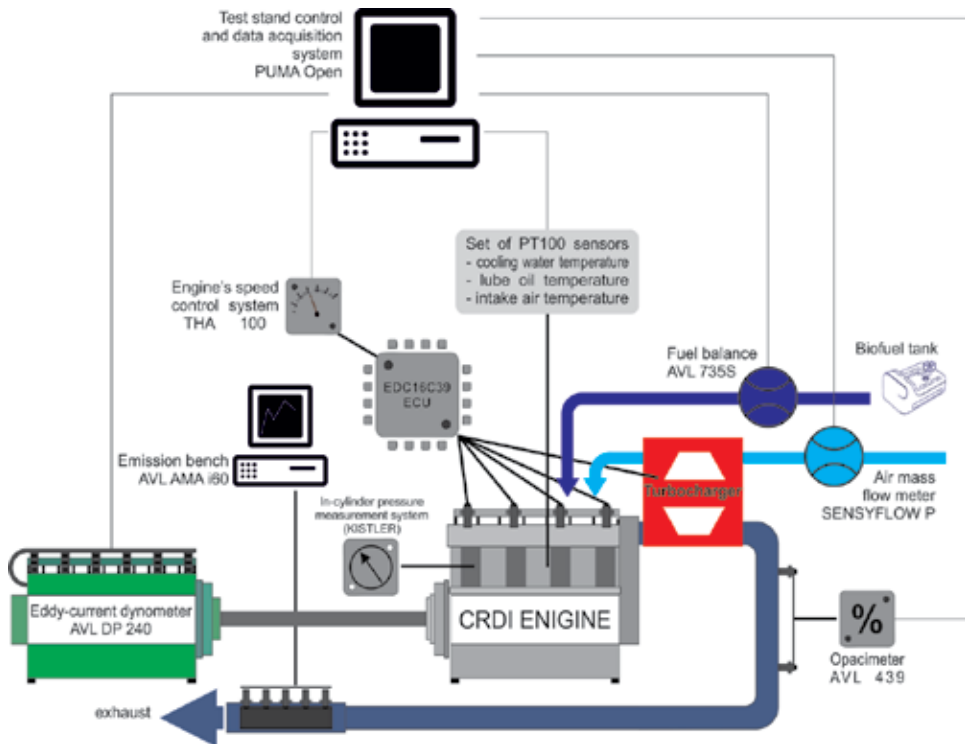 Test stand control
and data acquisition
system
PUMA Open
Set of PT100 sensors
- cooling water temperature
- lube oil temperature
- intake air temperature
Engine's speed
control system
THA 100
EDC16C39
ECU
Fuel balance
AVL 735S
Biofuel tank
Emission bench
AVL AMA i60
In-cylinder pressure
measurement system
(KISTLER)
Turbocharger
Air mass
flow meter
SENSYFLOW P
Eddy-current dynometer
AVL DP 240
CRDI ENIGINE
%
Opacimeter
AVL 439
exhaust